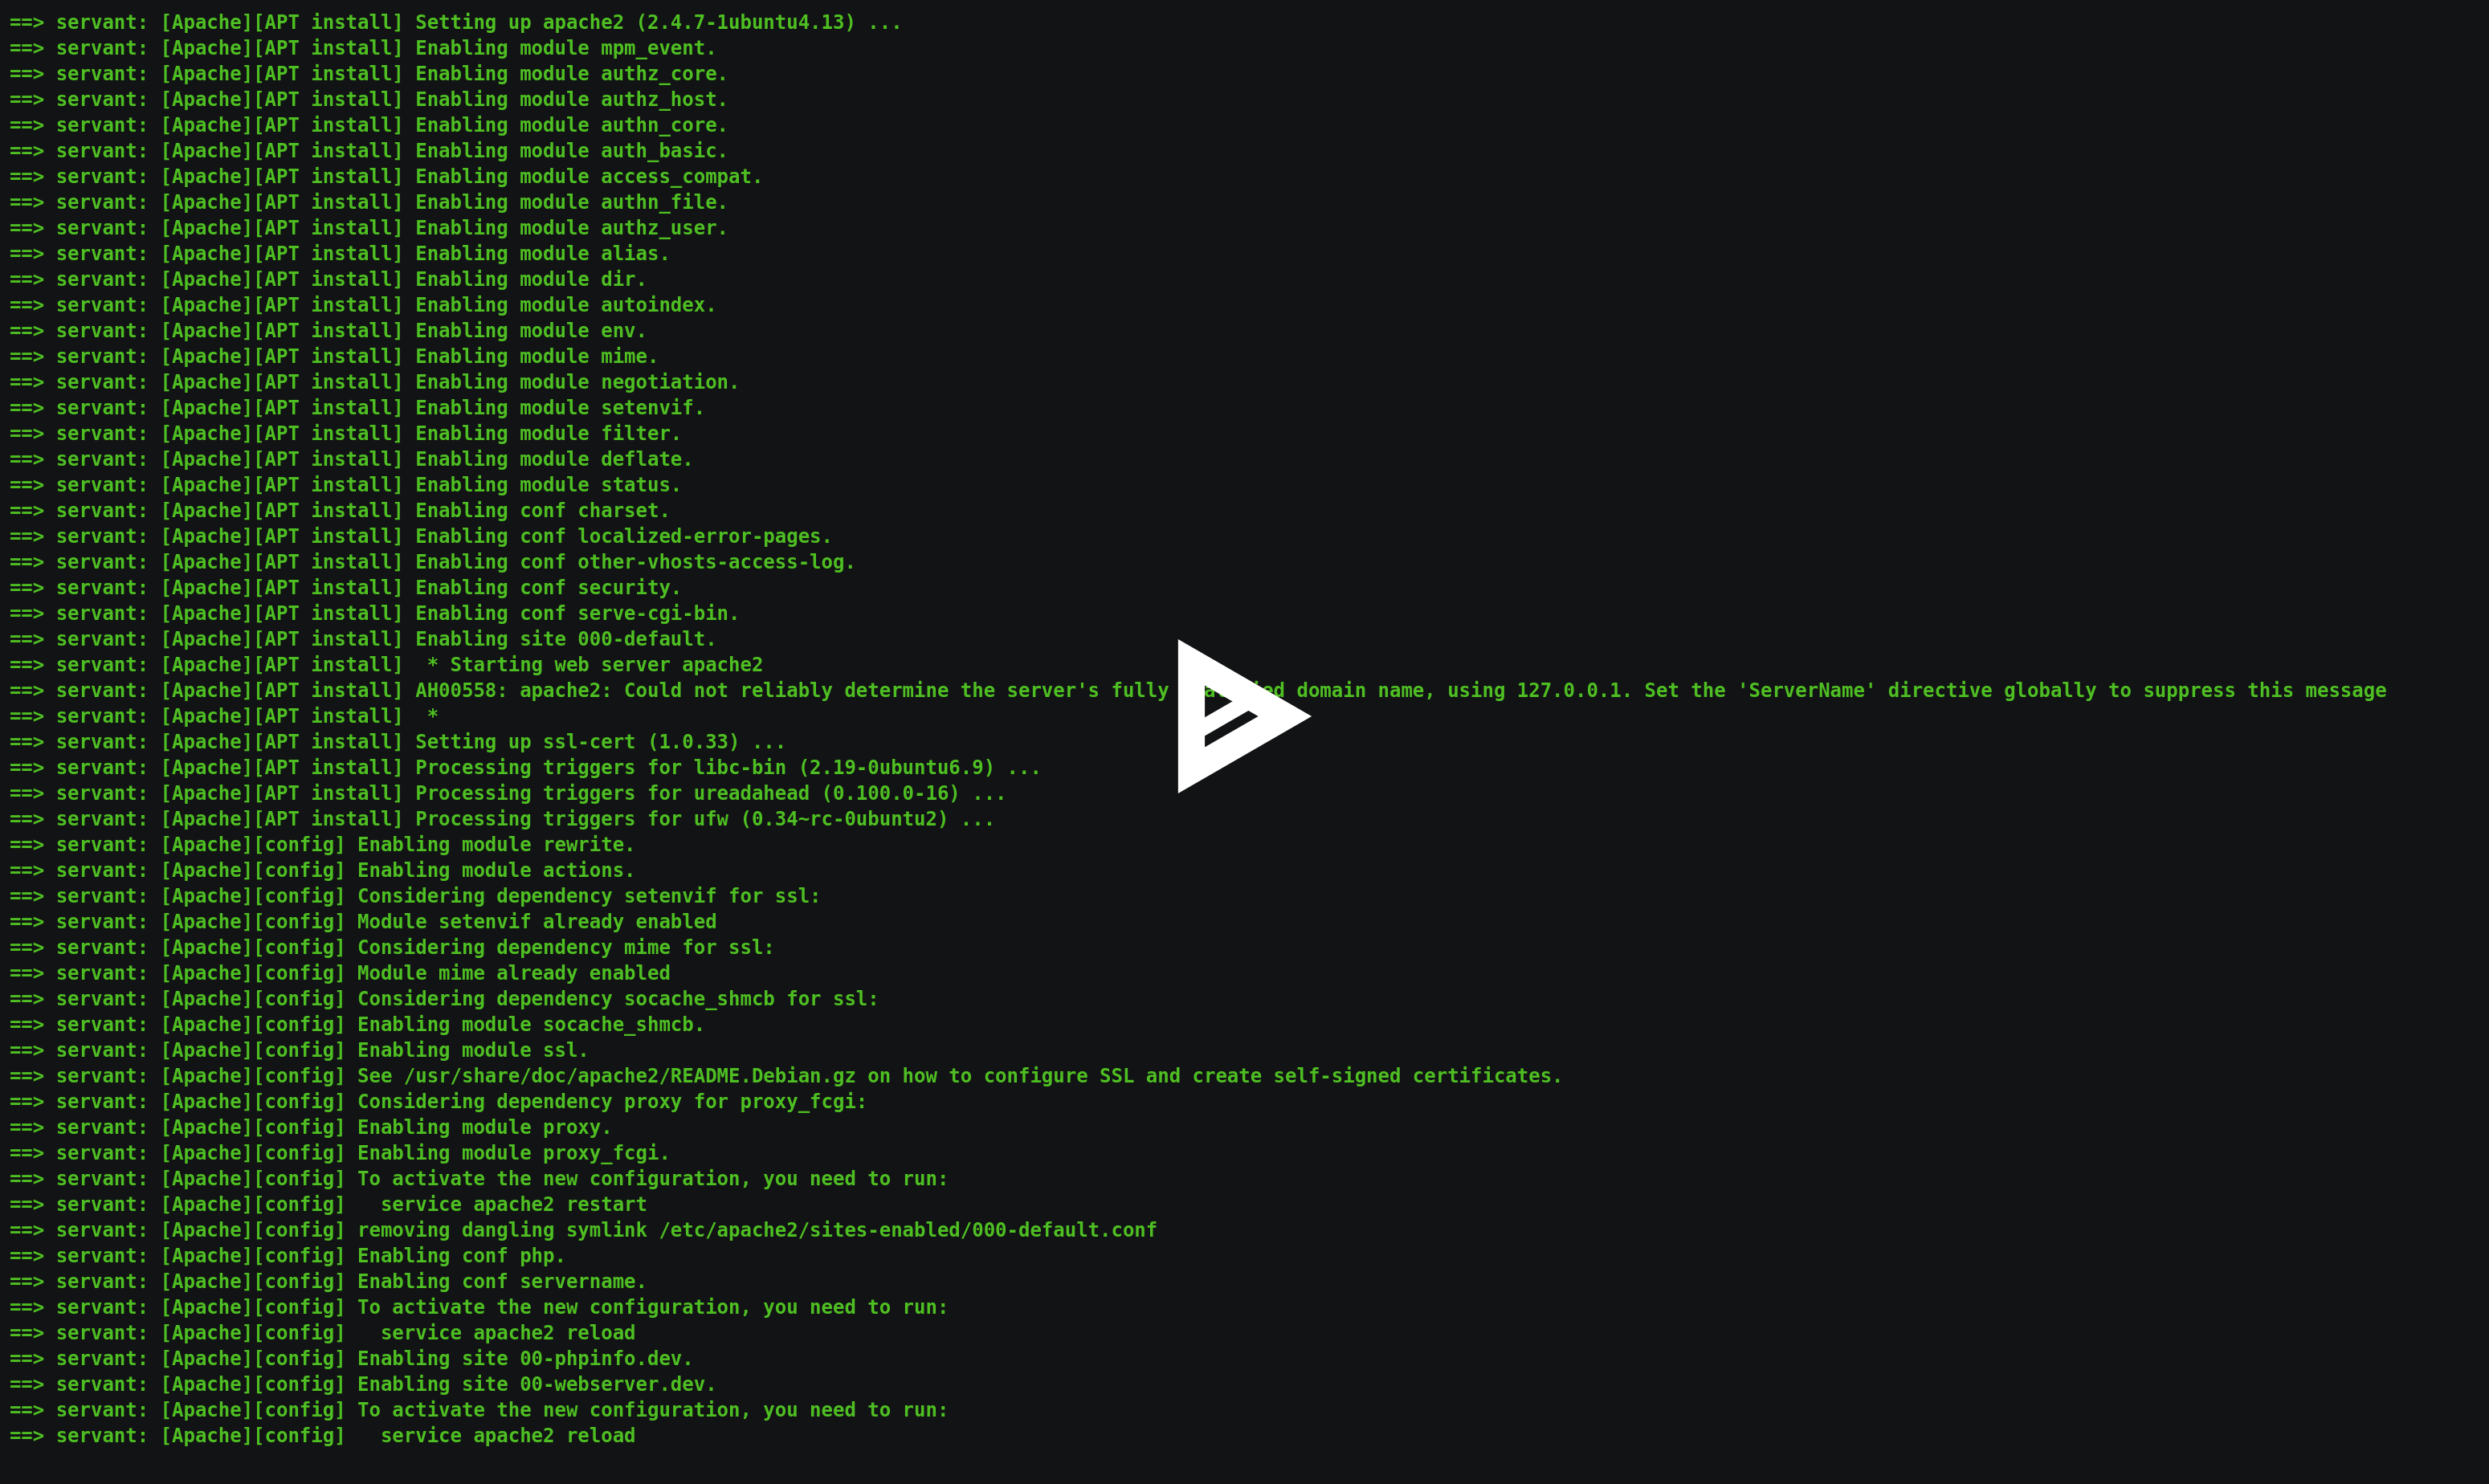 ==> servant: [Apache][APT install] Setting up apache2 (2.4.7-1ubuntu4.13) ...
==> servant: [Apache][APT install] Enabling module mpm_event.
==> servant: [Apache][APT install] Enabling module authz_core.
==> servant: [Apache][APT install] Enabling module authz_host.
==> servant: [Apache][APT install] Enabling module authn_core.
==> servant: [Apache][APT install] Enabling module auth_basic.
==> servant: [Apache][APT install] Enabling module access_compat.
==> servant: [Apache][APT install] Enabling module authn_file.
==> servant: [Apache][APT install] Enabling module authz_user.
==> servant: [Apache][APT install] Enabling module alias.
==> servant: [Apache][APT install] Enabling module dir.
==> servant: [Apache][APT install] Enabling module autoindex.
==> servant: [Apache][APT install] Enabling module env.
==> servant: [Apache][APT install] Enabling module mime.
==> servant: [Apache][APT install] Enabling module negotiation.
==> servant: [Apache][APT install] Enabling module setenvif.
==> servant: [Apache][APT install] Enabling module filter.
==> servant: [Apache][APT install] Enabling module deflate.
==> servant: [Apache][APT install] Enabling module status.
==> servant: [Apache][APT install] Enabling conf charset.
==> servant: [Apache][APT install] Enabling conf localized-error-pages.
==> servant: [Apache][APT install] Enabling conf other-vhosts-access-log.
==> servant: [Apache][APT install] Enabling conf security.
==> servant: [Apache][APT install] Enabling conf serve-cgi-bin.
==> servant: [Apache][APT install] Enabling site 000-default.
==> servant: [Apache][APT install]  * Starting web server apache2
==> servant: [Apache][APT install] AH00558: apache2: Could not reliably determine the server's fully domain name, using 127.0.0.1. Set the 'ServerName' directive globally to suppress this message
==> servant: [Apache][APT install]  *
==> servant: [Apache][APT install] Setting up ssl-cert (1.0.33) ...
==> servant: [Apache][APT install] Processing triggers for libc-bin (2.19-0ubuntu6.9) ...
==> servant: [Apache][APT install] Processing triggers for ureadahead (0.100.0-16) ...
==> servant: [Apache][APT install] Processing triggers for ufw (0.34~rc-0ubuntu2) ...
==> servant: [Apache][config] Enabling module rewrite.
==> servant: [Apache][config] Enabling module actions.
==> servant: [Apache][config] Considering dependency setenvif for ssl:
==> servant: [Apache][config] Module setenvif already enabled
==> servant: [Apache][config] Considering dependency mime for ssl:
==> servant: [Apache][config] Module mime already enabled
==> servant: [Apache][config] Considering dependency socache_shmcb for ssl:
==> servant: [Apache][config] Enabling module socache_shmcb.
==> servant: [Apache][config] Enabling module ssl.
==> servant: [Apache][config] See /usr/share/doc/apache2/README.Debian.gz on how to configure SSL and create self-signed certificates.
==> servant: [Apache][config] Considering dependency proxy for proxy_fcgi:
==> servant: [Apache][config] Enabling module proxy.
==> servant: [Apache][config] Enabling module proxy_fcgi.
==> servant: [Apache][config] To activate the new configuration, you need to run:
==> servant: [Apache][config]   service apache2 restart
==> servant: [Apache][config] removing dangling symlink /etc/apache2/sites-enabled/000-default.conf
==> servant: [Apache][config] Enabling conf php.
==> servant: [Apache][config] Enabling conf servername.
==> servant: [Apache][config] To activate the new configuration, you need to run:
==> servant: [Apache][config]   service apache2 reload
==> servant: [Apache][config] Enabling site 00-phpinfo.dev.
==> servant: [Apache][config] Enabling site 00-webserver.dev.
==> servant: [Apache][config] To activate the new configuration, you need to run:
==> servant: [Apache][config]   service apache2 reload